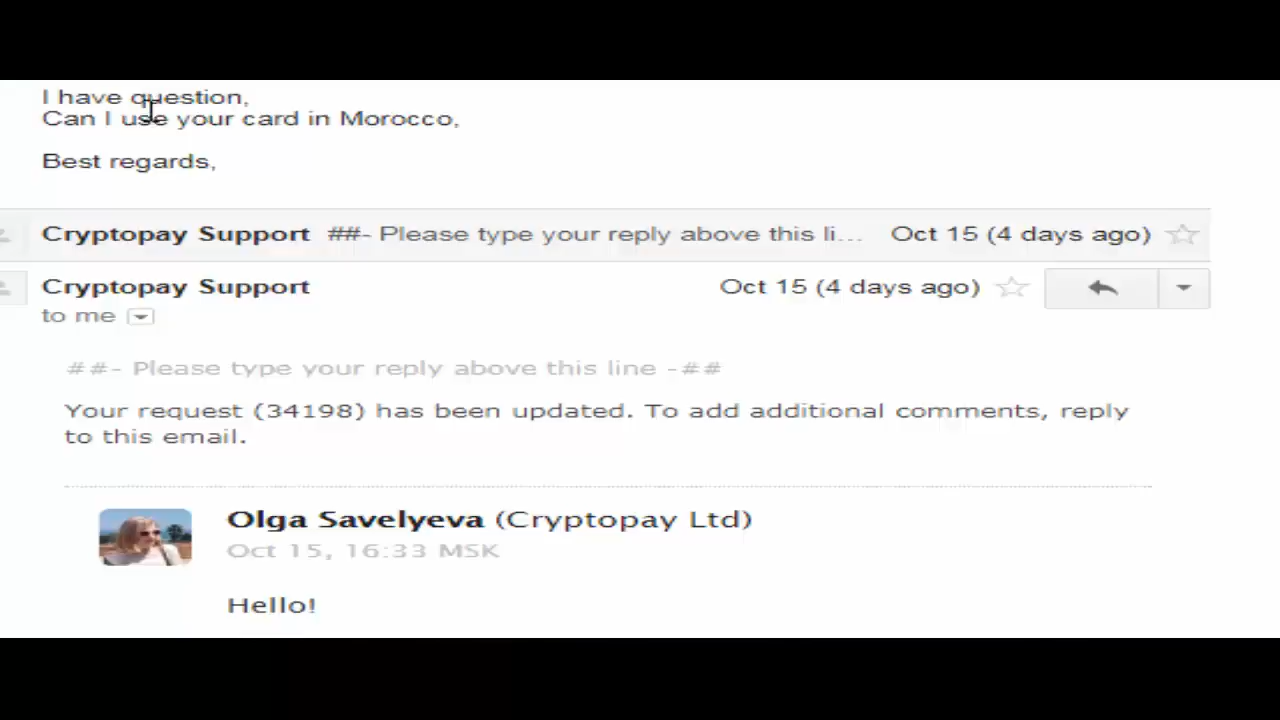 I have question,
Can I use your card in Morocco,
Best regards,
Cryptopay Support ##- Please type your reply above this li... Oct 15 (4 days ago)
Cryptopay Support Oct 15 (4 days ago)
to me
##- Please type your reply above this line -##
Your request (34198) has been updated. To add additional comments, reply
to this email.
Olga Savelyeva (Cryptopay Ltd)
Oct 15, 16:33 MSK
Hello!